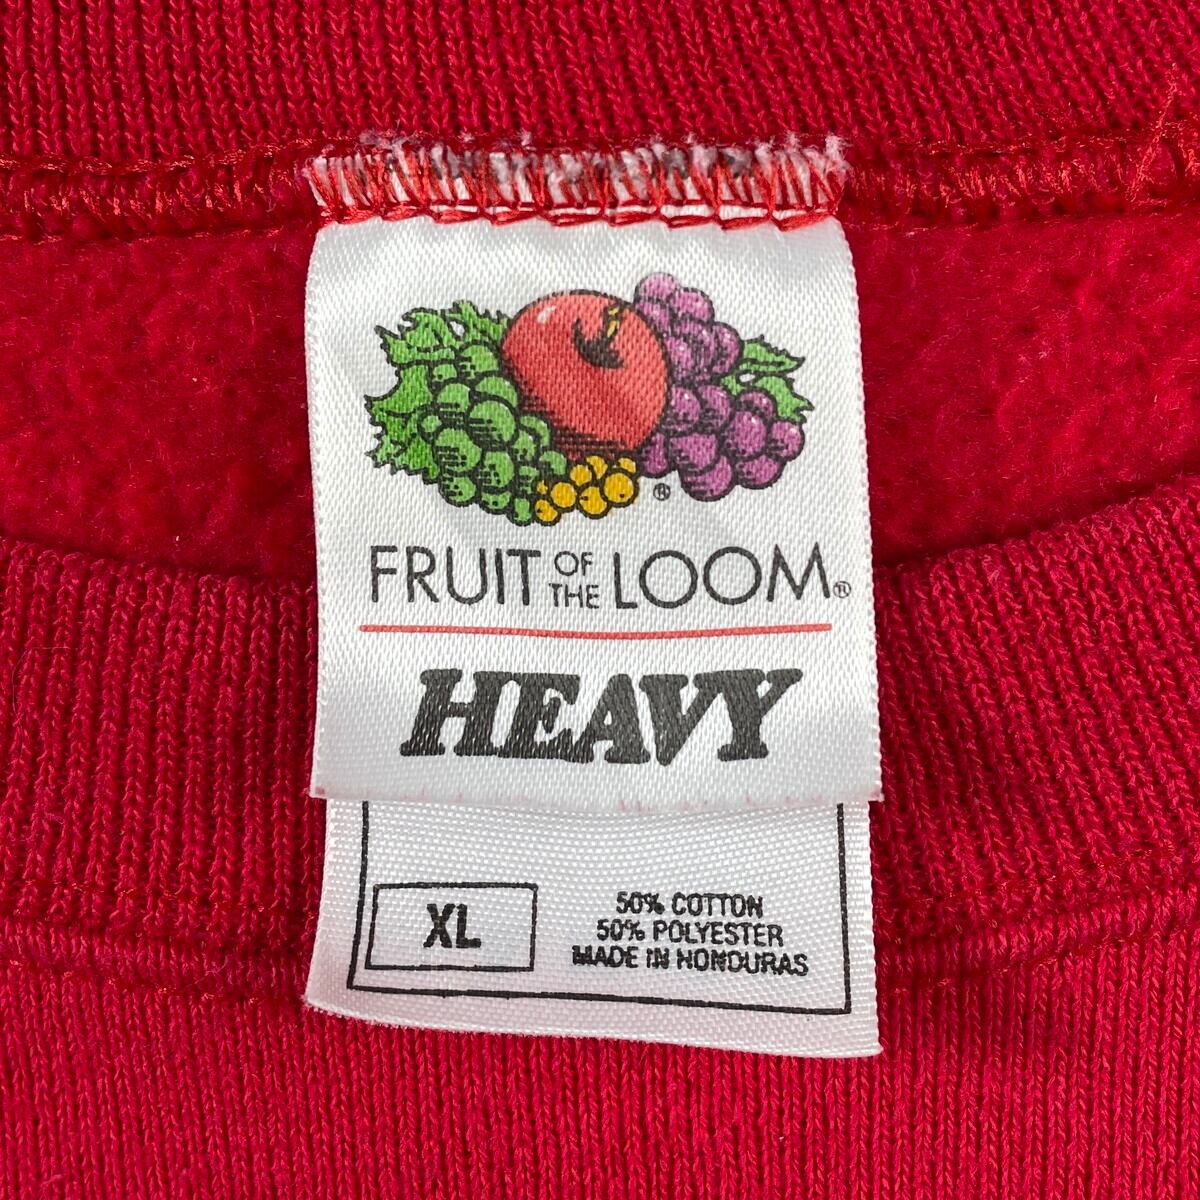 ®
FRUIT OF THE LOOM®
HEAVY
XL
50% COTTON
50% POLYESTER
MADE IN HONDURAS